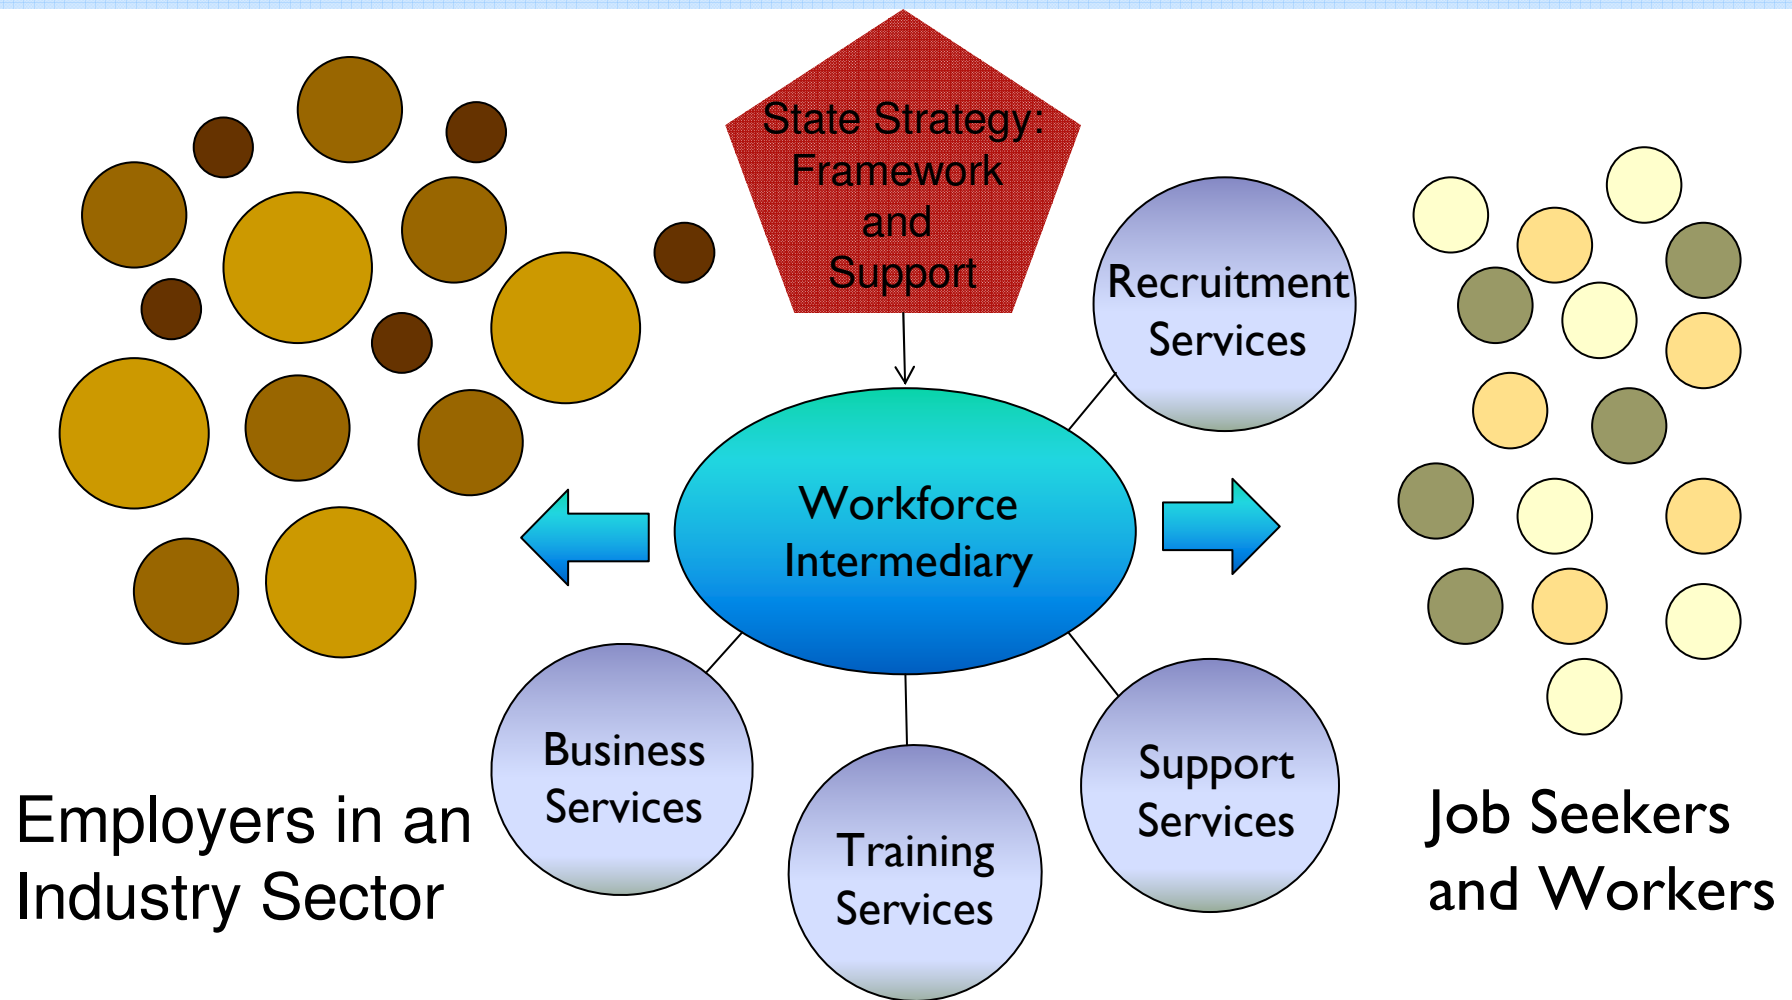 State Strategy:
Framework
and
Support
Recruitment
Services
Workforce
Intermediary
Business
Services
Training
Services
Support
Services
Employers in an
Industry Sector
Job Seekers
and Workers